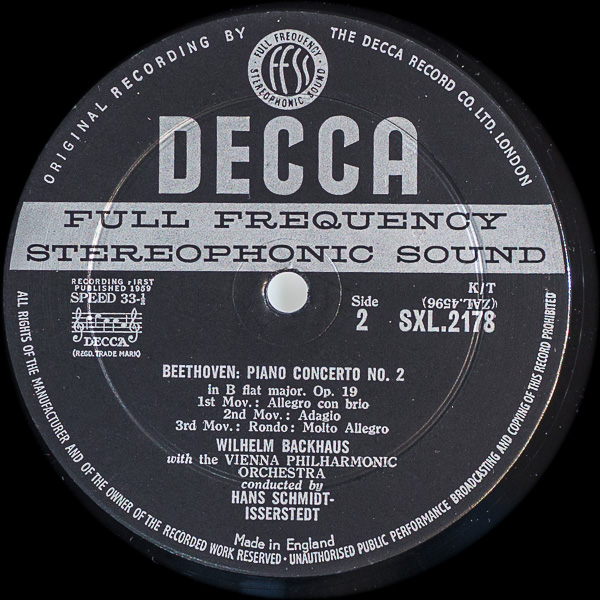 ORIGINAL RECORDING BY
THE DECCA RECORD CO. LTD. LONDON
FULL FREQUENCY
ffss
STEREOPHONIC SOUND
DECCA
FULL FREQUENCY
STEREOPHONIC SOUND
RECORDING FIRST
PUBLISHED 1959
SPEED 33-⅓
DECCA
(REGD. TRADE MARK)
K/T
(ZAL.4596)
Side
2
SXL.2178
BEETHOVEN: PIANO CONCERTO NO. 2
in B flat major. Op. 19
1st Mov.: Allegro con brio
2nd Mov.: Adagio
3rd Mov.: Rondo: Molto Allegro
WILHELM BACKHAUS
with the VIENNA PHILHARMONIC
ORCHESTRA
conducted by
HANS SCHMIDT-
ISSERSTEDT
Made in England
ALL RIGHTS OF THE MANUFACTURER AND OF THE OWNER OF THE RECORDED WORK RESERVED · UNAUTHORISED PUBLIC PERFORMANCE BROADCASTING AND COPYING OF THIS RECORD PROHIBITED